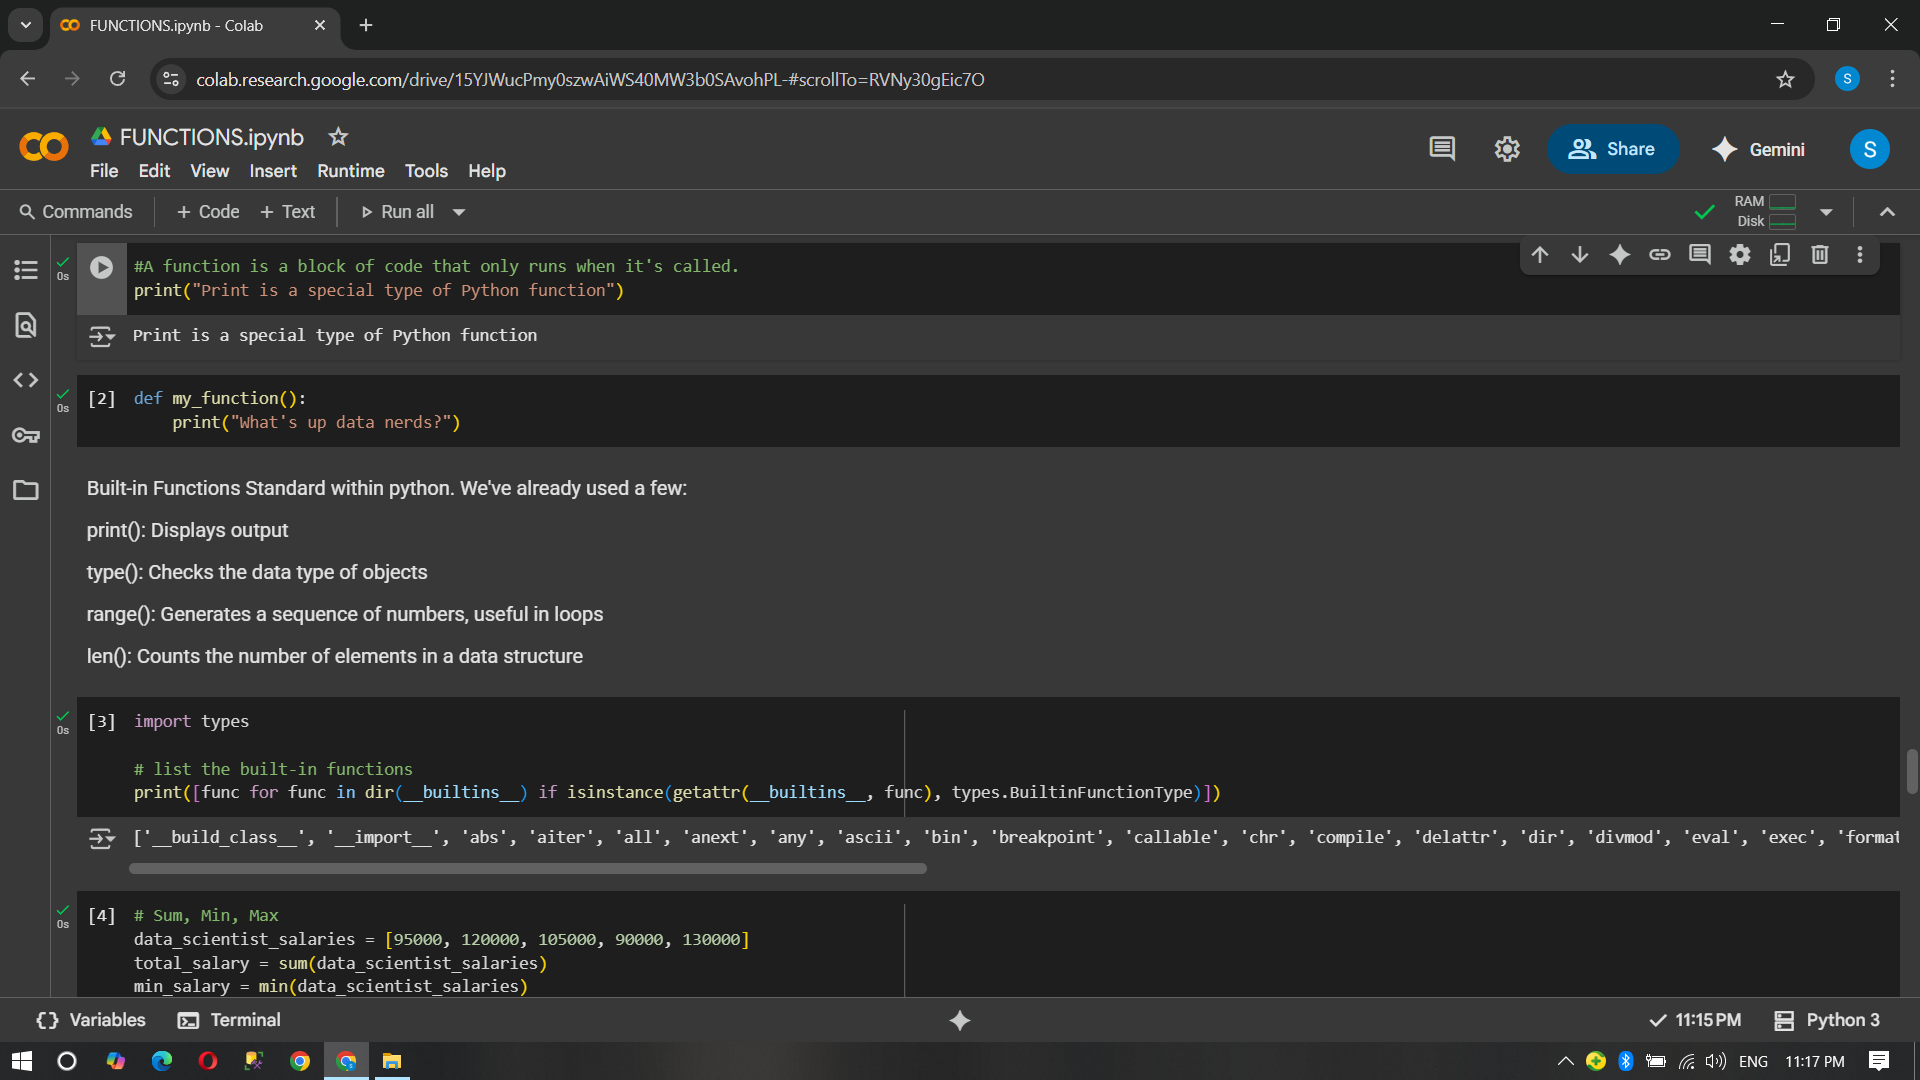 FUNCTIONS.ipynb - Colab
colab.research.google.com/drive/15YJWucPmy0szwAiWS40MW3b0SAvohPL-#scrollTo=RVNy30gEic7O
S
FUNCTIONS.ipynb
File Edit View Insert Runtime Tools Help
Share
Gemini
S
Commands + Code + Text Run all
RAM
Disk
0s
#A function is a block of code that only runs when it's called.
print("Print is a special type of Python function")
Print is a special type of Python function
0s
[2] def my_function():
print("What's up data nerds?")
Built-in Functions Standard within python. We've already used a few:
print(): Displays output
type(): Checks the data type of objects
range(): Generates a sequence of numbers, useful in loops
len(): Counts the number of elements in a data structure
0s
[3] import types
# list the built-in functions
print([func for func in dir(__builtins__) if isinstance(getattr(__builtins__, func), types.BuiltinFunctionType)])
['__build_class__', '__import__', 'abs', 'aiter', 'all', 'anext', 'any', 'ascii', 'bin', 'breakpoint', 'callable', 'chr', 'compile', 'delattr', 'dir', 'divmod', 'eval', 'exec', 'format
0s
[4] # Sum, Min, Max
data_scientist_salaries = [95000, 120000, 105000, 90000, 130000]
total_salary = sum(data_scientist_salaries)
min_salary = min(data_scientist_salaries)
{} Variables Terminal
11:15 PM Python 3
ENG 11:17 PM